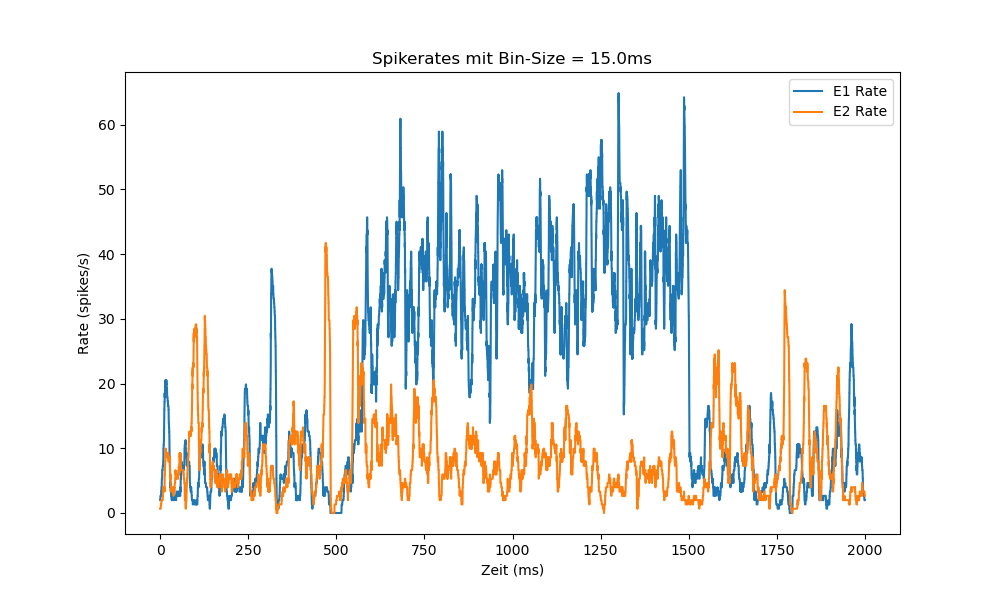 Spikerates mit Bin-Size = 15.0ms
E1 Rate
E2 Rate
Rate (spikes/s)
60
50
40
30
20
10
0
0 250 500 750 1000 1250 1500 1750 2000
Zeit (ms)